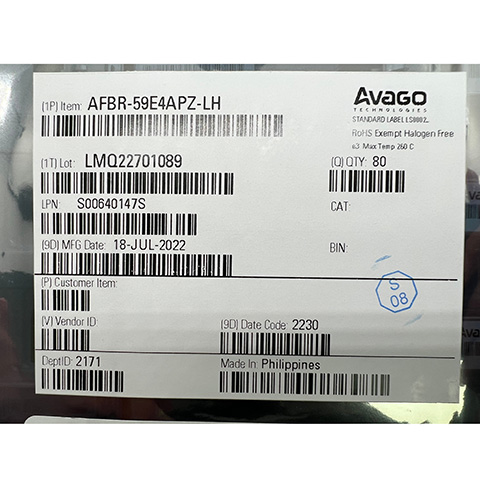 (1P) Item: AFBR-59E4APZ-LH
AVAGO
TECHNOLOGIES
STANDARD LABEL LS0002..
RoHS Exempt Halogen Free
e3 Max Temp 260 C
(1T) Lot: LMQ22701089
(Q) QTY: 80
LPN: S00640147S
CAT:
(9D) MFG Date: 18-JUL-2022
BIN:
(P) Customer Item:
S
08
(V) Vendor ID
(9D) Date Code: 2230
DeptID: 2171
Made In: Philippines